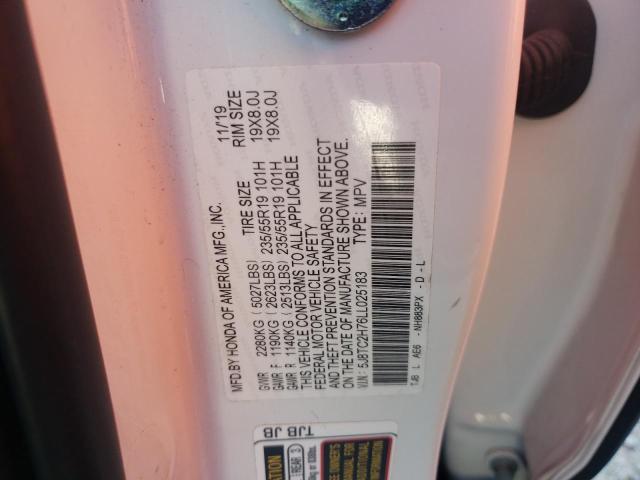 MFD.BY HONDA OF AMERICA MFG.,INC. 11/19
TIRE SIZE RIM SIZE
GVWR 2280KG (5027LBS)
GAWR F 1190KG (2623LBS) 235/55R19 101H 19X8.0J
GAWR R 1140KG (2513LBS) 235/55R19 101H 19X8.0J
THIS VEHICLE CONFORMS TO ALL APPLICABLE
FEDERAL MOTOR VEHICLE SAFETY
AND THEFT PREVENTION STANDARDS IN EFFECT
ON THE DATE OF MANUFACTURE SHOWN ABOVE.
V.I.N.: 5J8TC2H76LL025183 TYPE: MPV
TJB L AE6 -NH883PX -D-L
TJB JB
REAR 3